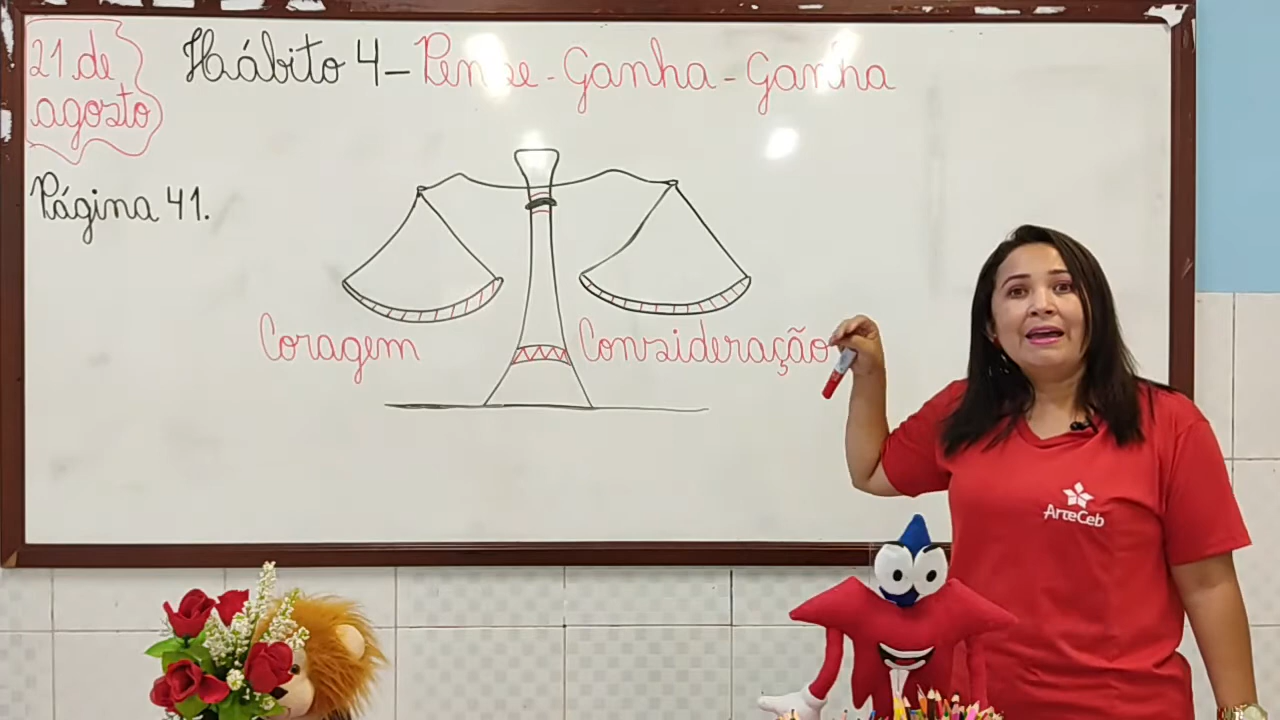 21 de
agosto
Hábito 4 - Pense - Ganha - Ganha
Página 41.
Coragem
Consideração
ArteCeb